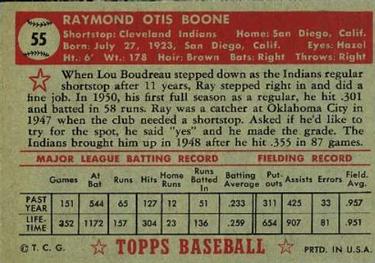 55
RAYMOND OTIS BOONE
Shortstop: Cleveland Indians Home: San Diego, Calif.
Born: July 27, 1923, San Diego, Calif. Eyes: Hazel
Ht.: 6' Wt.: 178 Hair: Brown Bats: Right Throws: Right
When Lou Boudreau stepped down as the Indians regular
shortstop after 11 years, Ray stepped right in and did a
fine job. In 1950, his first full season as a regular, he hit .301
and batted in 58 runs. Ray was a catcher at Oklahoma City in
1947 when the club needed a shortstop. Asked if he'd like to
try for the spot, he said "yes" and he made the grade. The
Indians brought him up in 1948 after he hit .355 in 87 games.
MAJOR LEAGUE BATTING RECORD FIELDING RECORD
Games At Bat Runs Hits Home Runs Runs Batted In Batting Average Put-outs Assists Errors Field. Avg.
PAST YEAR 151 544 65 127 12 51 .233 311 425 33 .957
LIFE-TIME 352 1172 157 304 23 136 .259 654 907 81 .951
© T. C. G. TOPPS BASEBALL PRTD. IN U.S.A.